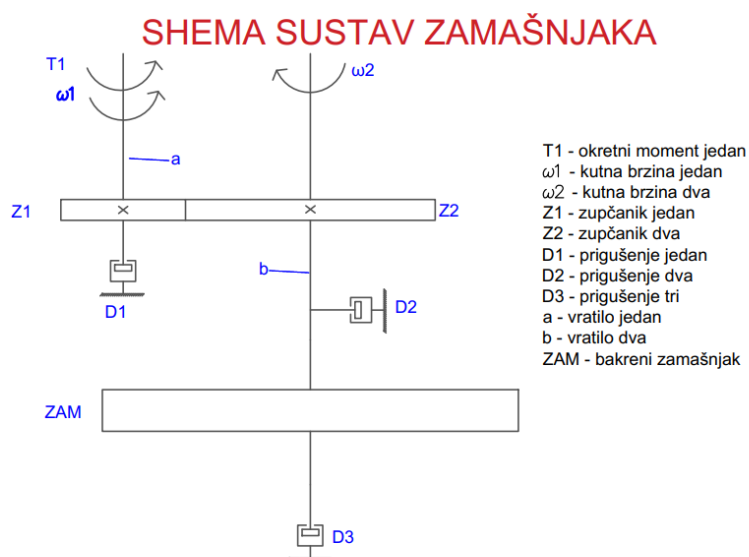 SHEMA SUSTAV ZAMAŠNJAKA
T1
ω1
ω2
a
Z1
Z2
b
D1
D2
ZAM
D3
T1 - okretni moment jedan
ω1 - kutna brzina jedan
ω2 - kutna brzina dva
Z1 - zupčanik jedan
Z2 - zupčanik dva
D1 - prigušenje jedan
D2 - prigušenje dva
D3 - prigušenje tri
a - vratilo jedan
b - vratilo dva
ZAM - bakreni zamašnjak